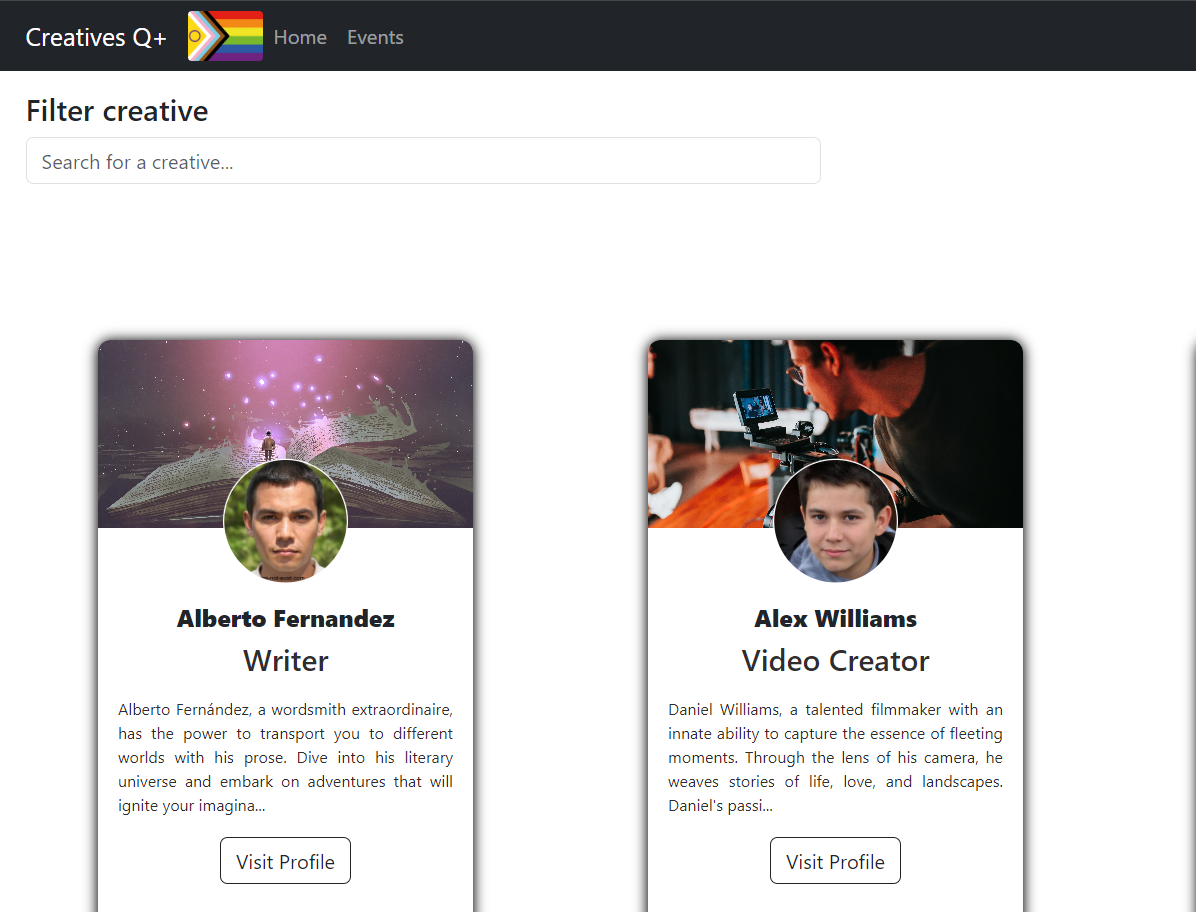 Creatives Q+ Home Events
Filter creative
Search for a creative...
Alberto Fernandez
Writer
Alberto Fernández, a wordsmith extraordinaire,
has the power to transport you to different
worlds with his prose. Dive into his literary
universe and embark on adventures that will
ignite your imagina...
Visit Profile
Alex Williams
Video Creator
Daniel Williams, a talented filmmaker with an
innate ability to capture the essence of fleeting
moments. Through the lens of his camera, he
weaves stories of life, love, and landscapes.
Daniel's passi...
Visit Profile